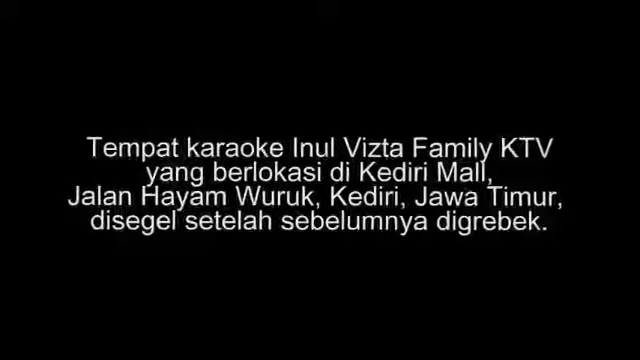 Tempat karaoke Inul Vizta Family KTV
yang berlokasi di Kediri Mall,
Jalan Hayam Wuruk, Kediri, Jawa Timur,
disegel setelah sebelumnya digrebek.